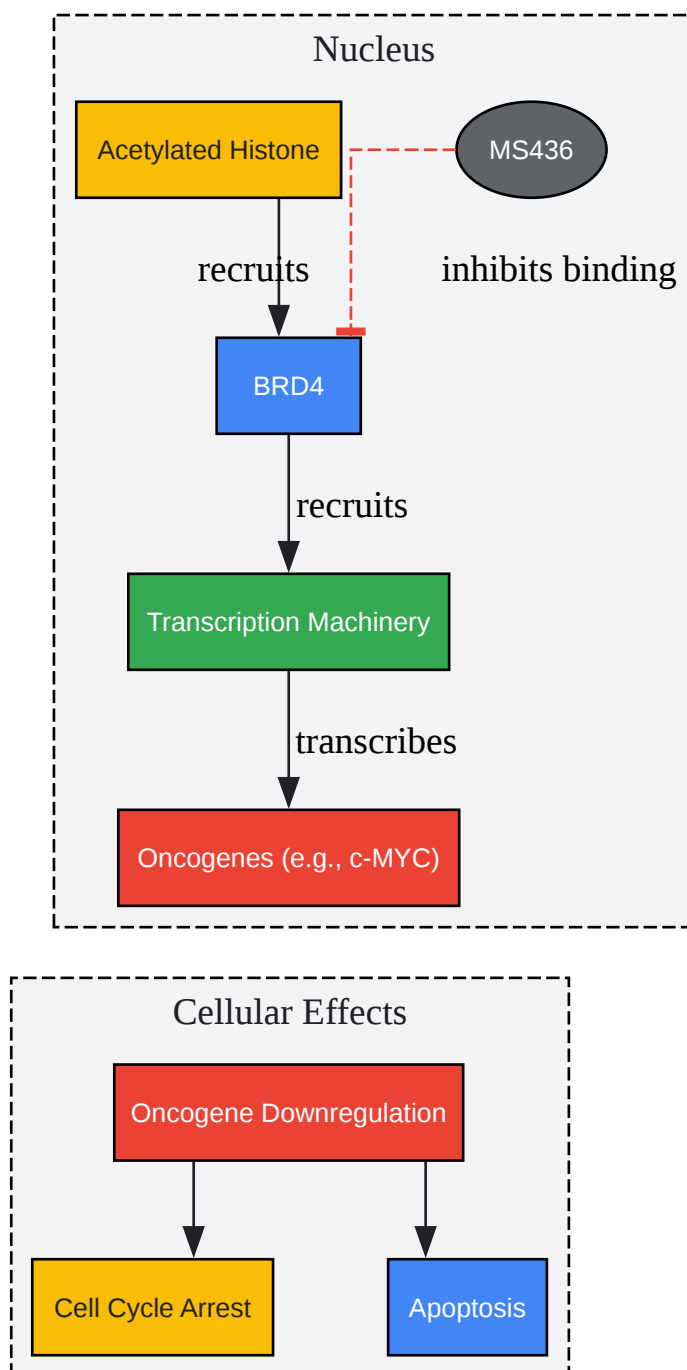 Nucleus
Acetylated Histone
MS436
recruits
inhibits binding
BRD4
recruits
Transcription Machinery
transcribes
Oncogenes (e.g., c-MYC)
Cellular Effects
Oncogene Downregulation
Cell Cycle Arrest
Apoptosis